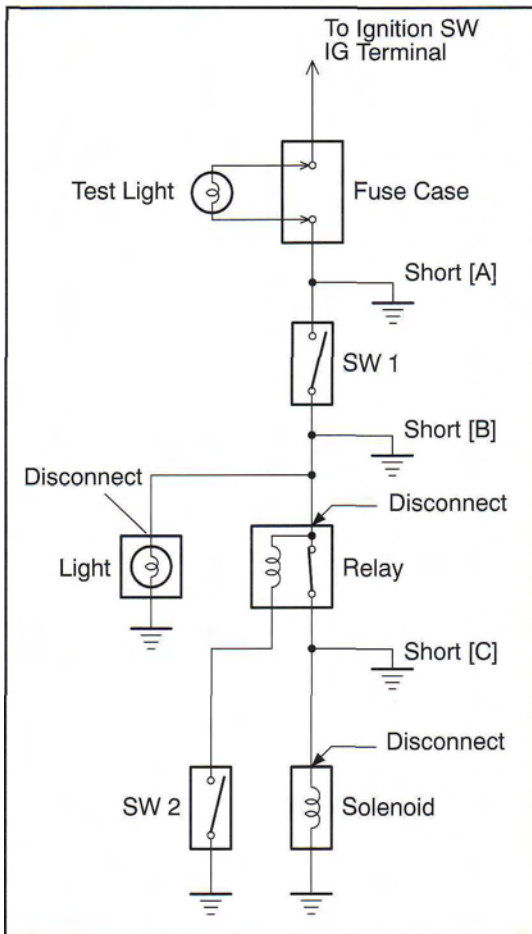 To Ignition SW
IG Terminal
Test Light
Fuse Case
Short [A]
SW 1
Short [B]
Disconnect
Disconnect
Light
Relay
Short [C]
Disconnect
SW 2
Solenoid